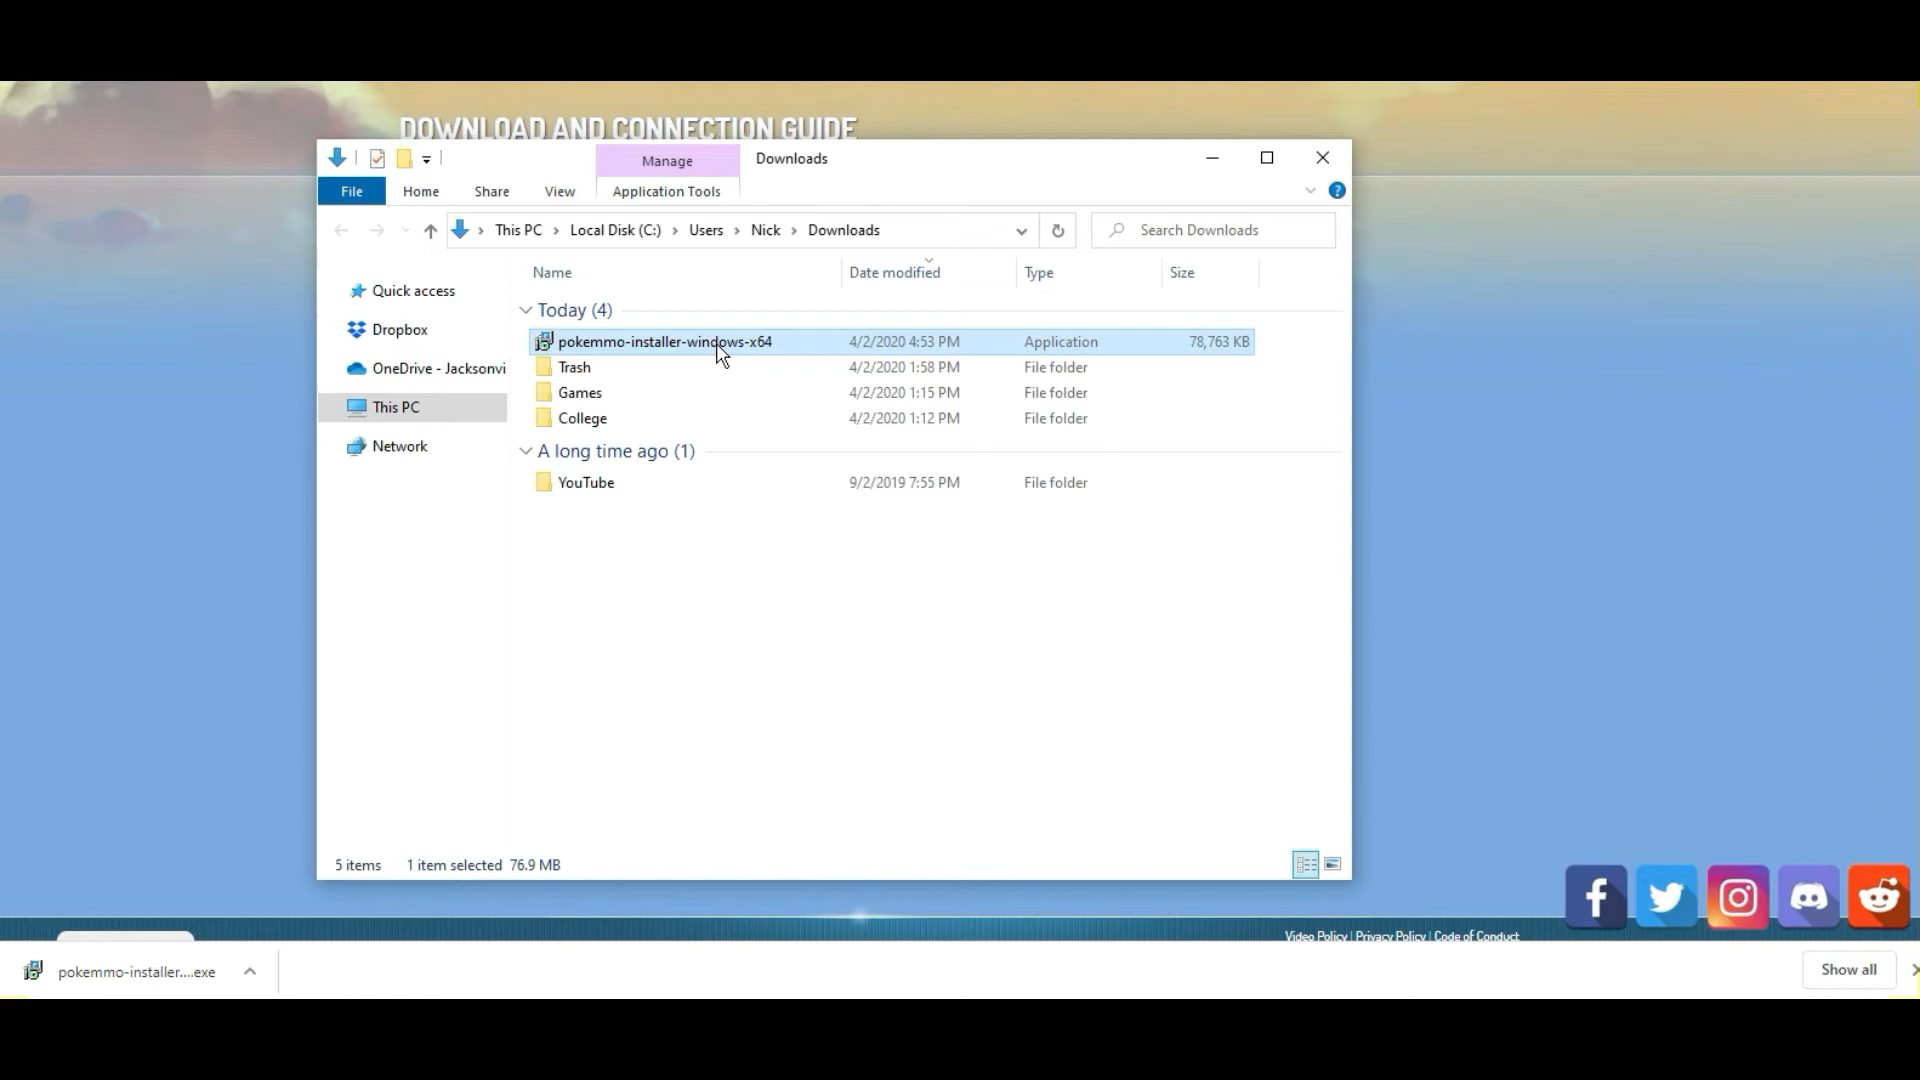 DOWNLOAD AND CONNECTION GUIDE
Manage
Downloads
File
Home
Share
View
Application Tools
This PC
Local Disk (C:)
Users
Nick
Downloads
Search Downloads
Name
Date modified
Type
Size
Quick access
Dropbox
OneDrive - Jacksonvi
This PC
Network
Today (4)
pokemmo-installer-windows-x64 4/2/2020 4:53 PM Application 78,763 KB
Trash 4/2/2020 1:58 PM File folder
Games 4/2/2020 1:15 PM File folder
College 4/2/2020 1:12 PM File folder
A long time ago (1)
YouTube 9/2/2019 7:55 PM File folder
5 items 1 item selected 76.9 MB
Video Policy | Privacy Policy | Code of Conduct
pokemmo-installer....exe
Show all